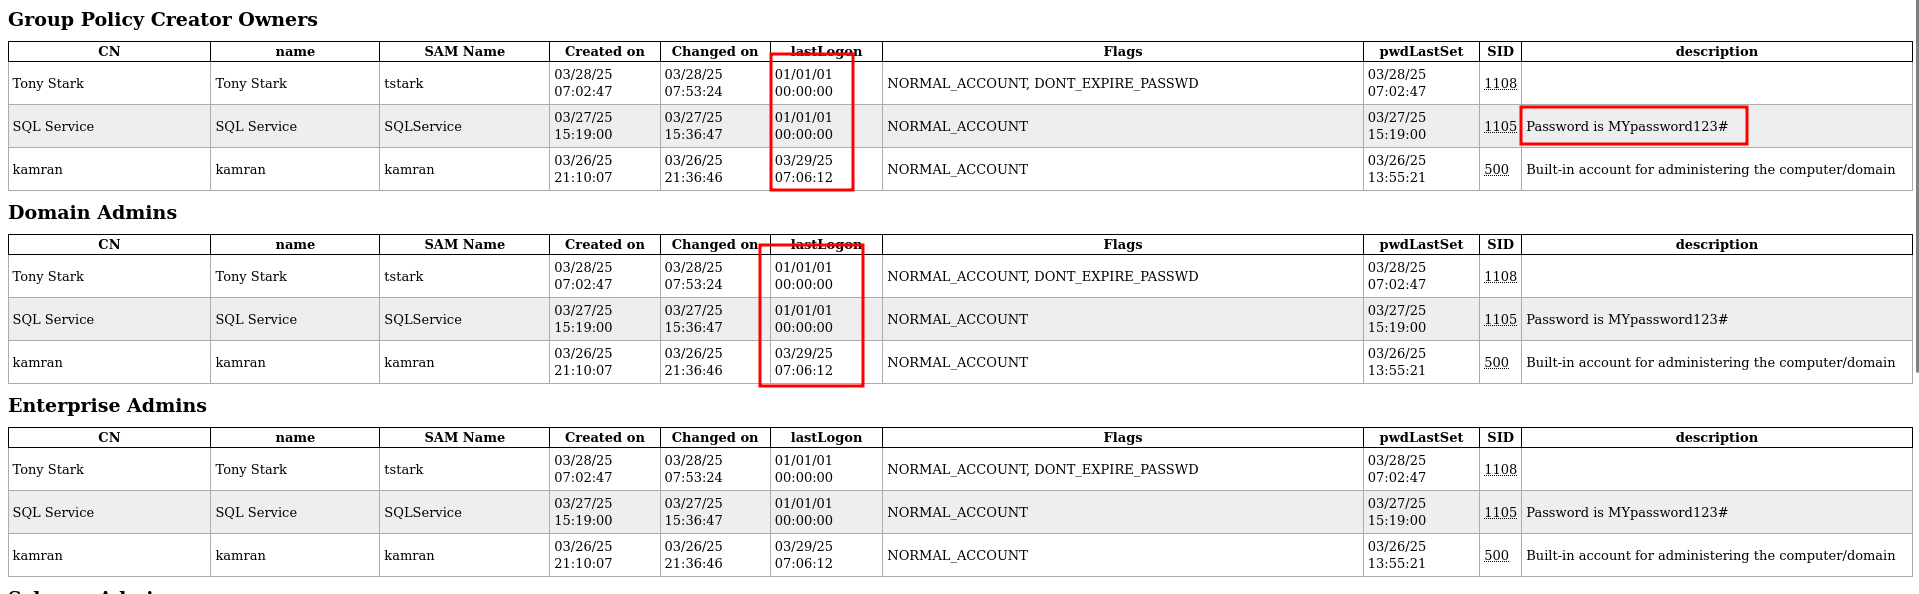 Group Policy Creator Owners
CN name SAM Name Created on Changed on lastLogon Flags pwdLastSet SID description
Tony Stark Tony Stark tstark 03/28/25 07:02:47 03/28/25 07:53:24 01/01/01 00:00:00 NORMAL_ACCOUNT, DONT_EXPIRE_PASSWD 03/28/25 07:02:47 1108
SQL Service SQL Service SQLService 03/27/25 15:19:00 03/27/25 15:36:47 01/01/01 00:00:00 NORMAL_ACCOUNT 03/27/25 15:19:00 1105 Password is MYpassword123#
kamran kamran kamran 03/26/25 21:10:07 03/26/25 21:36:46 03/29/25 07:06:12 NORMAL_ACCOUNT 03/26/25 13:55:21 500 Built-in account for administering the computer/domain
Domain Admins
CN name SAM Name Created on Changed on lastLogon Flags pwdLastSet SID description
Tony Stark Tony Stark tstark 03/28/25 07:02:47 03/28/25 07:53:24 01/01/01 00:00:00 NORMAL_ACCOUNT, DONT_EXPIRE_PASSWD 03/28/25 07:02:47 1108
SQL Service SQL Service SQLService 03/27/25 15:19:00 03/27/25 15:36:47 01/01/01 00:00:00 NORMAL_ACCOUNT 03/27/25 15:19:00 1105 Password is MYpassword123#
kamran kamran kamran 03/26/25 21:10:07 03/26/25 21:36:46 03/29/25 07:06:12 NORMAL_ACCOUNT 03/26/25 13:55:21 500 Built-in account for administering the computer/domain
Enterprise Admins
CN name SAM Name Created on Changed on lastLogon Flags pwdLastSet SID description
Tony Stark Tony Stark tstark 03/28/25 07:02:47 03/28/25 07:53:24 01/01/01 00:00:00 NORMAL_ACCOUNT, DONT_EXPIRE_PASSWD 03/28/25 07:02:47 1108
SQL Service SQL Service SQLService 03/27/25 15:19:00 03/27/25 15:36:47 01/01/01 00:00:00 NORMAL_ACCOUNT 03/27/25 15:19:00 1105 Password is MYpassword123#
kamran kamran kamran 03/26/25 21:10:07 03/26/25 21:36:46 03/29/25 07:06:12 NORMAL_ACCOUNT 03/26/25 13:55:21 500 Built-in account for administering the computer/domain